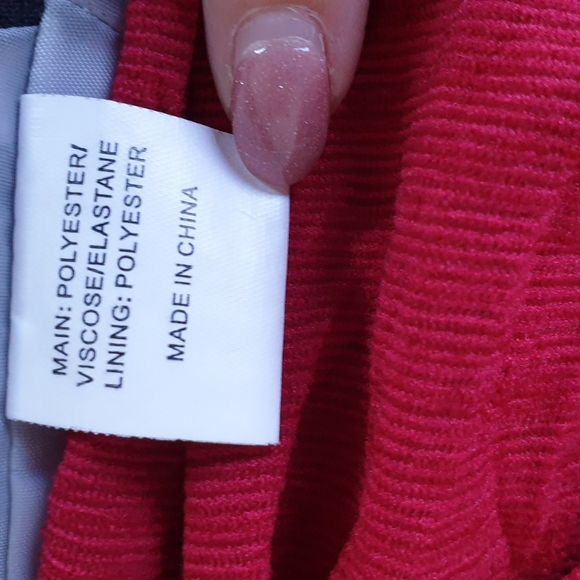 MAIN: POLYESTER/
VISCOSE/ELASTANE
LINING: POLYESTER
MADE IN CHINA